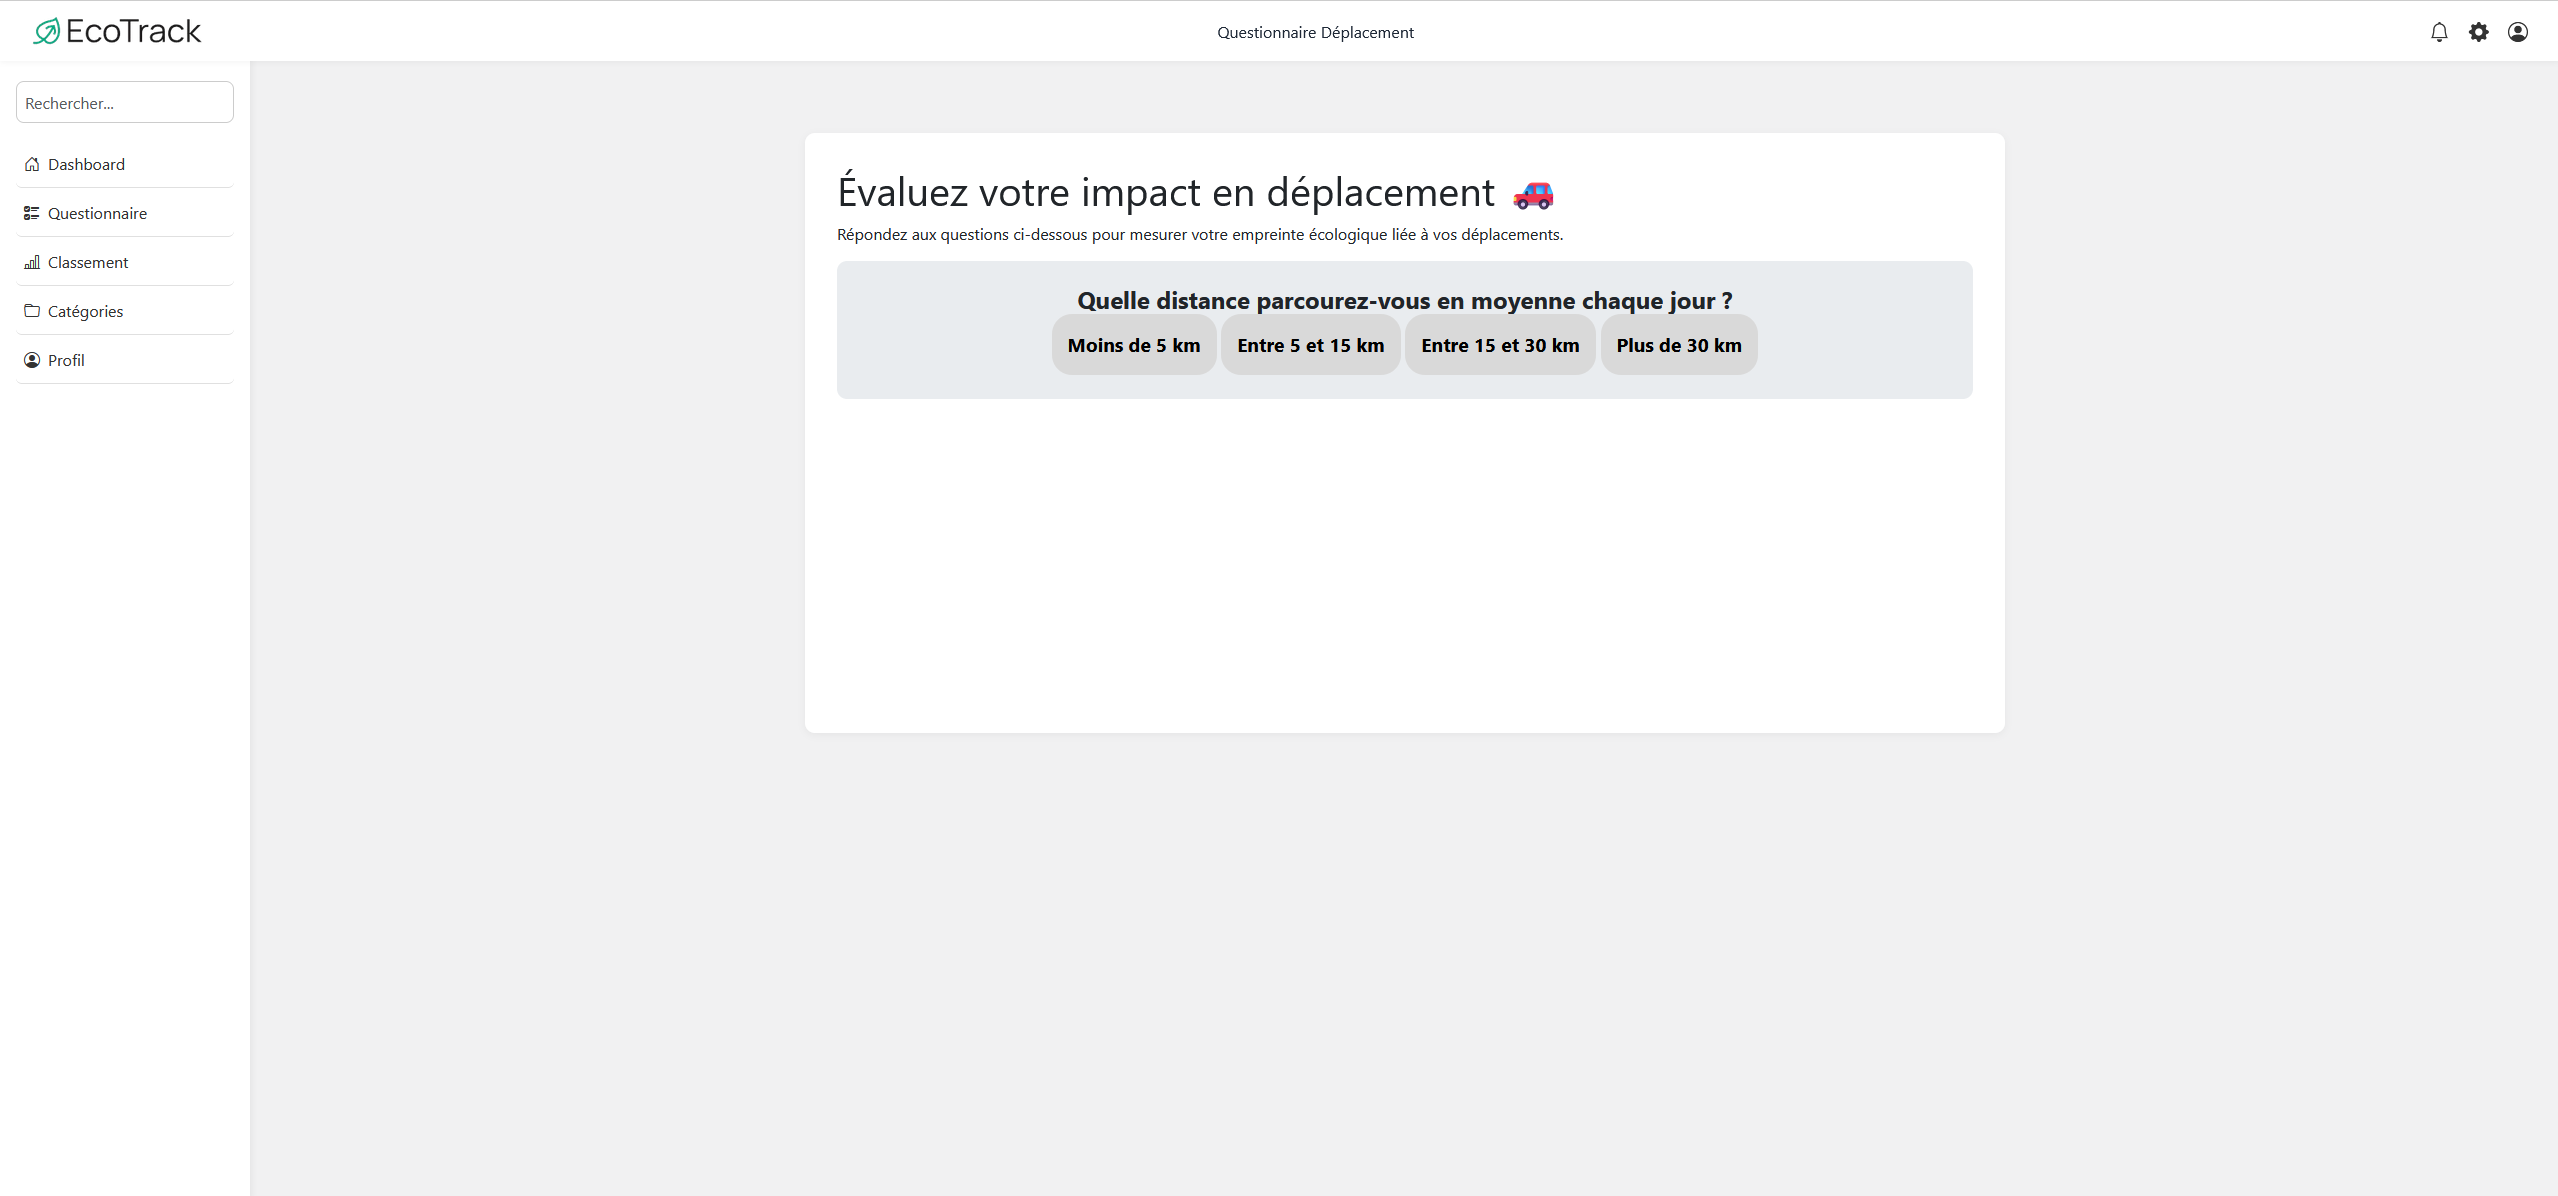 EcoTrack
Questionnaire Déplacement
Rechercher...
Dashboard
Questionnaire
Classement
Catégories
Profil
Évaluez votre impact en déplacement
Répondez aux questions ci-dessous pour mesurer votre empreinte écologique liée à vos déplacements.
Quelle distance parcourez-vous en moyenne chaque jour ?
Moins de 5 km
Entre 5 et 15 km
Entre 15 et 30 km
Plus de 30 km